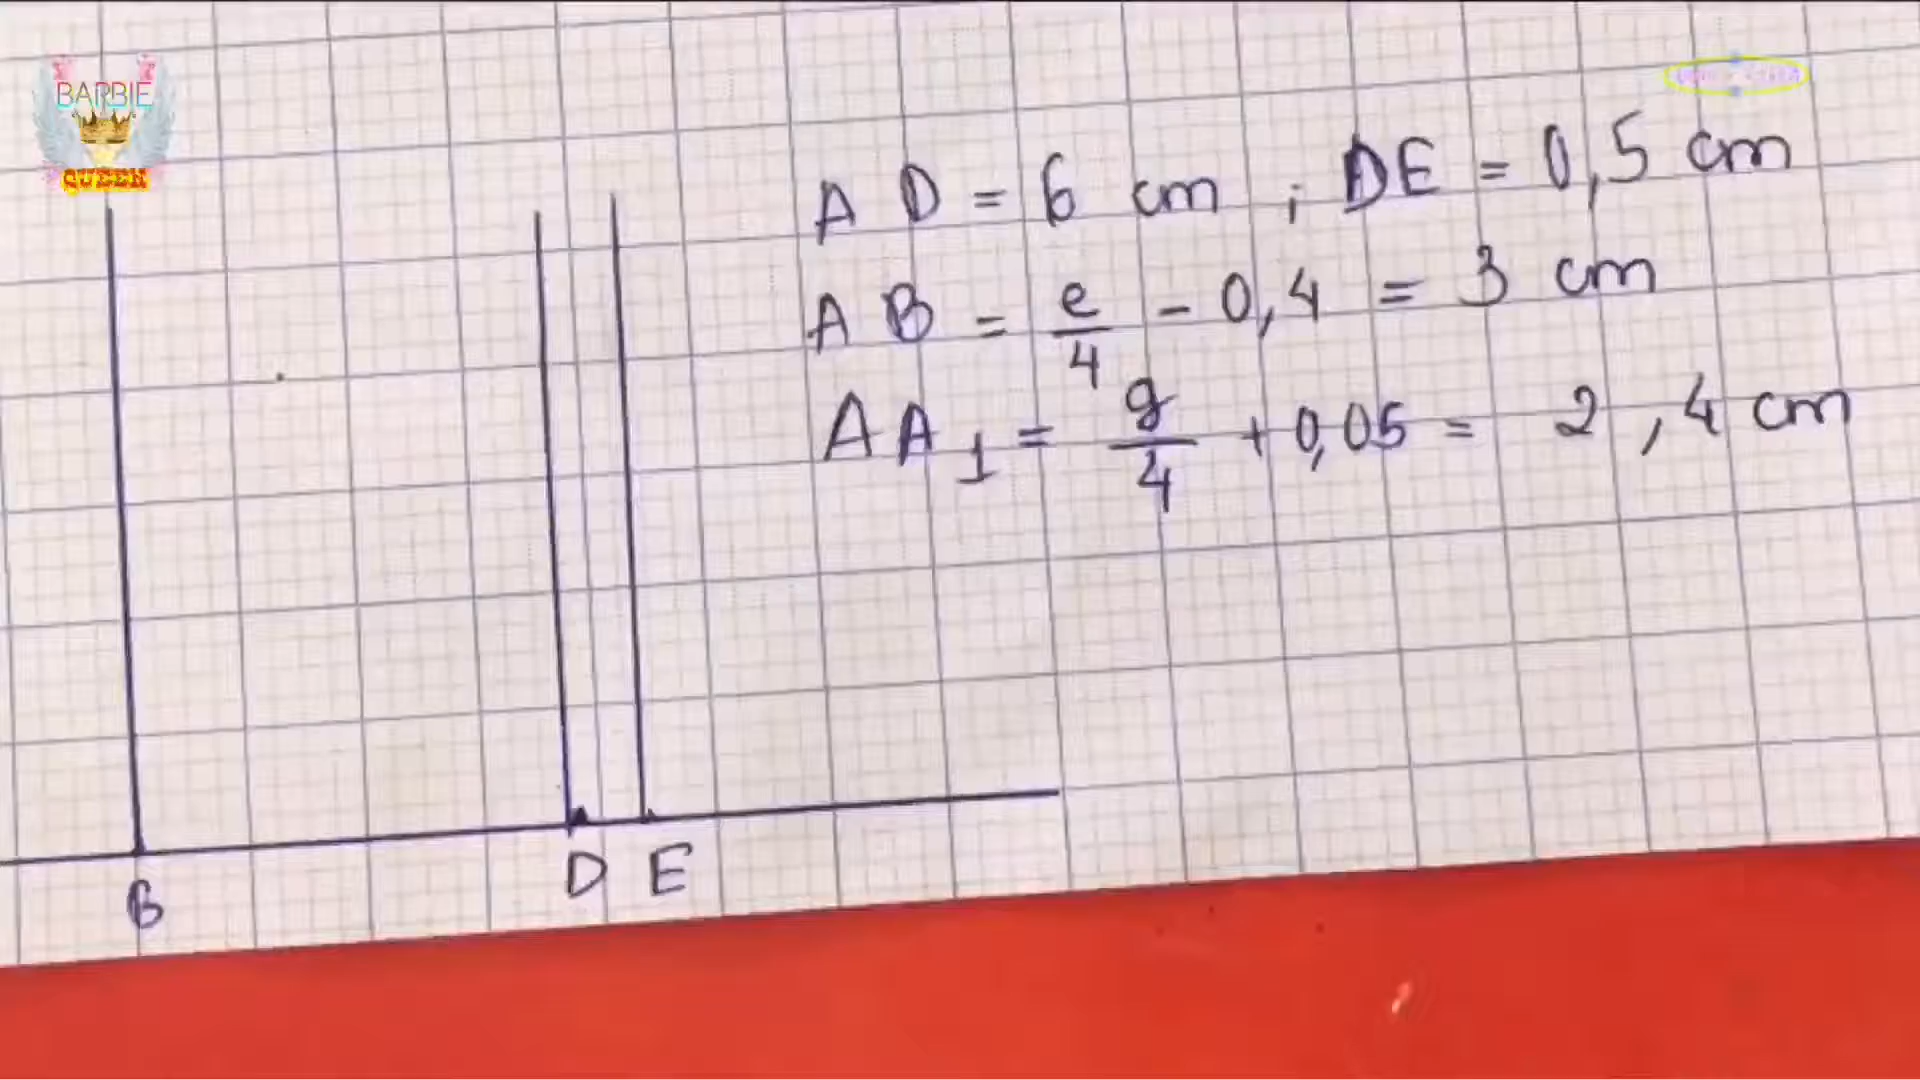 BARBIE
QUEEN
AD = 6 cm ; DE = 0,5 cm
AB = e/4 - 0,4 = 3 cm
AA1 = g/4 + 0,05 = 2,4 cm
B
D E